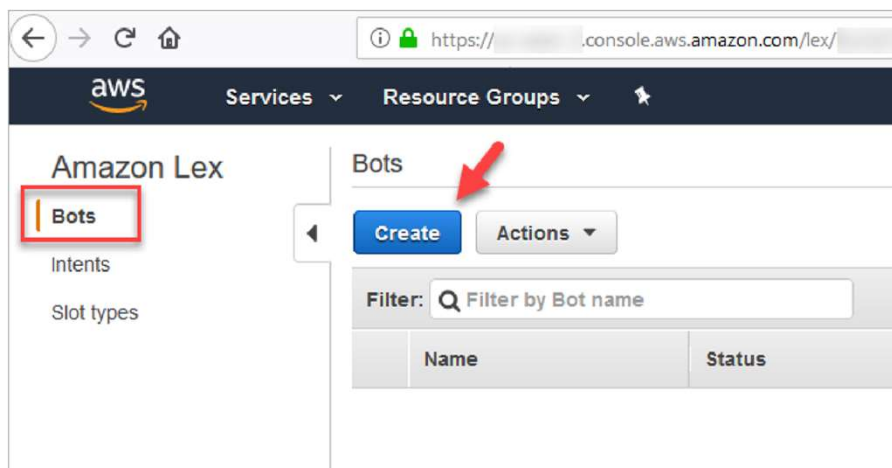 https:// .console.aws.amazon.com/lex/
aws
Services
Resource Groups
Amazon Lex
Bots
Intents
Slot types
Bots
Create
Actions
Filter:
Filter by Bot name
Name
Status